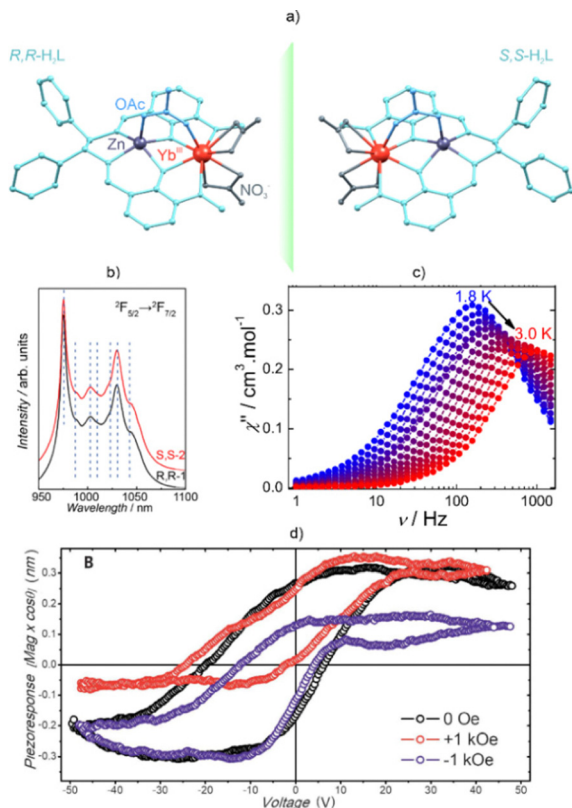 a)
R,R-H₂L
S,S-H₂L
OAc
Zn
Ybᴵᴵᴵ
NO₃⁻
b)
²F₅/₂→²F₇/₂
Intensity / arb. units
S,S-2
R,R-1
950 1000 1050 1100
Wavelength / nm
c)
1.8 K
3.0 K
χ'' / cm³.mol⁻¹
0.3
0.2
0.1
0.0
1 10 100 1000
ν / Hz
d)
B
Piezoresponse (Mag x cosθ) (nm)
0.3
0.2
0.1
0.0
-0.1
-0.2
-0.3
0 Oe
+1 kOe
-1 kOe
-50 -40 -30 -20 -10 0 10 20 30 40 50
Voltage (V)